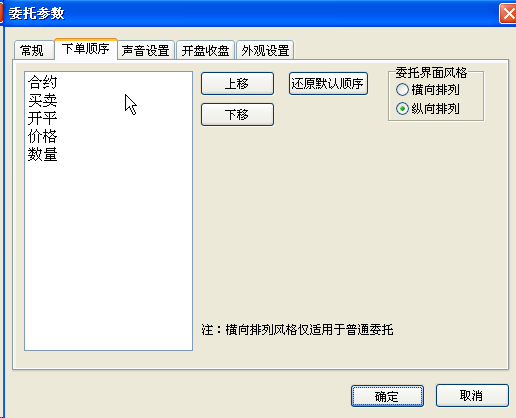 委托参数
常规
下单顺序
声音设置
开盘收盘
外观设置
合约
买卖
开平
价格
数量
上移
还原默认顺序
下移
委托界面风格
横向排列
纵向排列
注：横向排列风格仅适用于普通委托
确定
取消